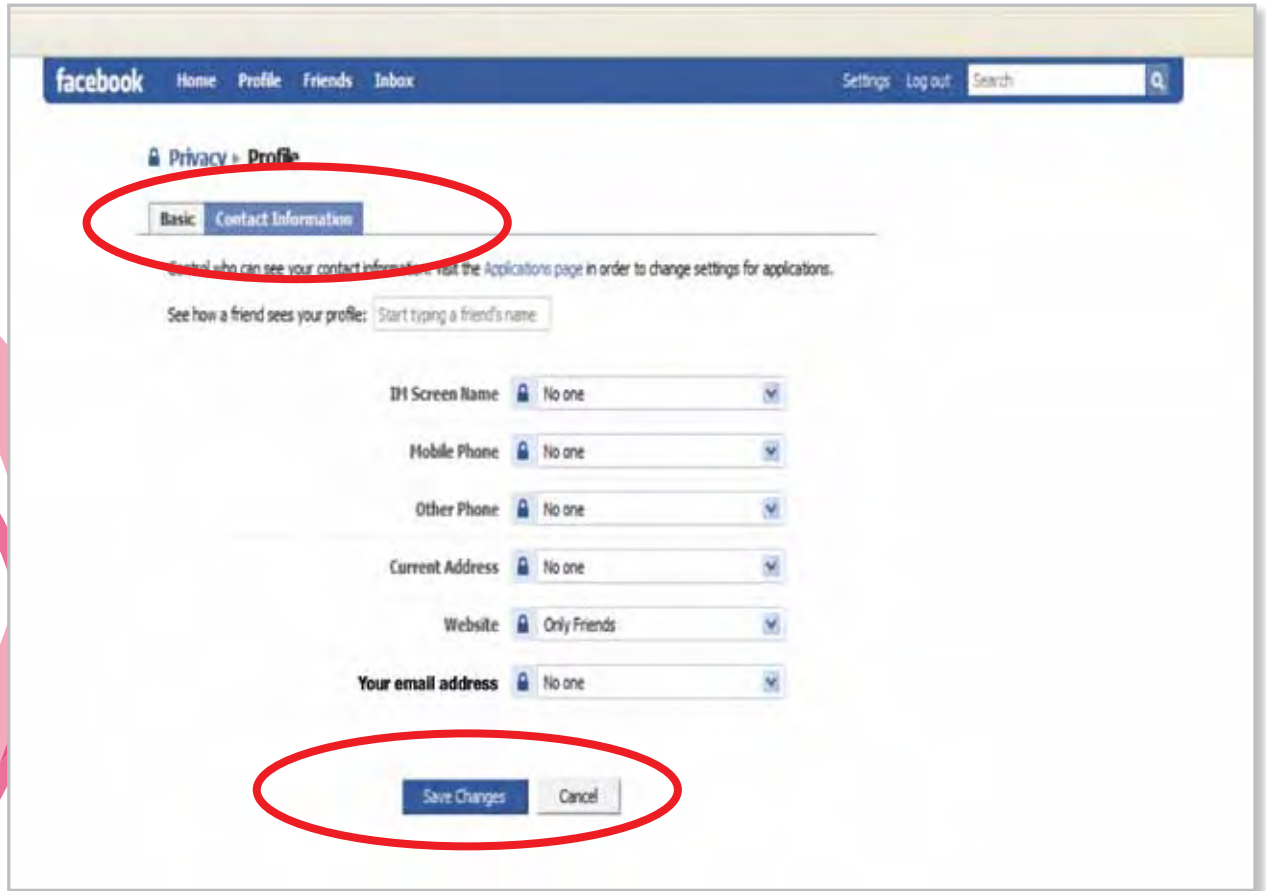 facebook Home Profile Friends Inbox Settings Log out Search
Privacy ▸ Profile
Basic Contact Information
Control who can see your contact information. Visit the Applications page in order to change settings for applications.
See how a friend sees your profile: Start typing a friend's name
IM Screen Name No one
Mobile Phone No one
Other Phone No one
Current Address No one
Website Only Friends
Your email address No one
Save Changes Cancel